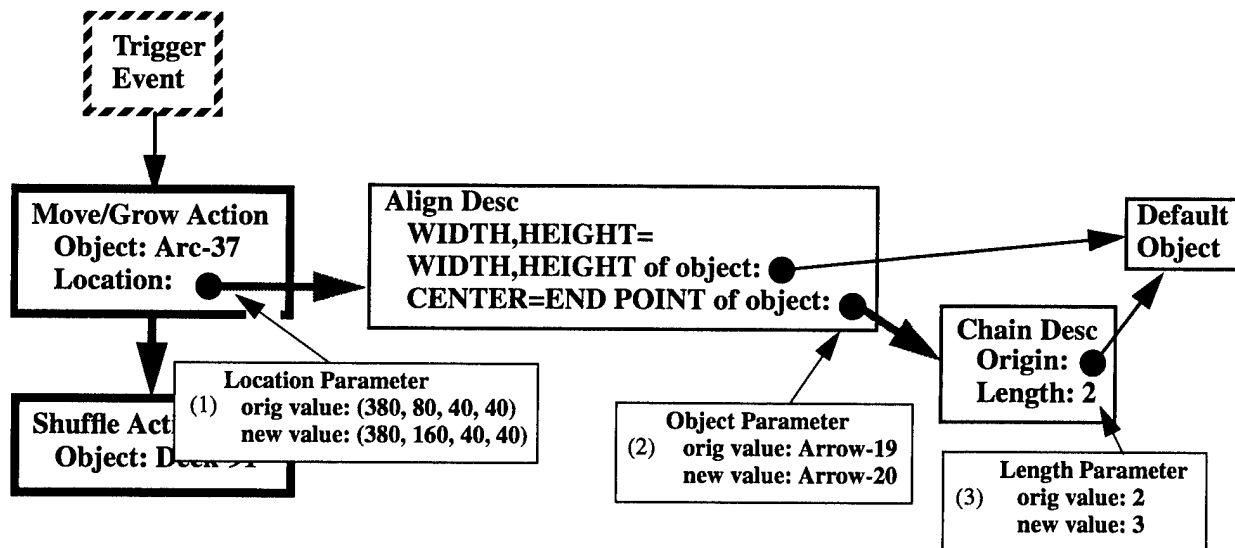 Trigger
Event
Move/Grow Action
Object: Arc-37
Location:
Align Desc
WIDTH,HEIGHT=
WIDTH,HEIGHT of object:
CENTER=END POINT of object:
Default
Object
Chain Desc
Origin:
Length: 2
Location Parameter
(1) orig value: (380, 80, 40, 40)
new value: (380, 160, 40, 40)
Shuffle Acti
Object:
Object Parameter
(2) orig value: Arrow-19
new value: Arrow-20
Length Parameter
(3) orig value: 2
new value: 3